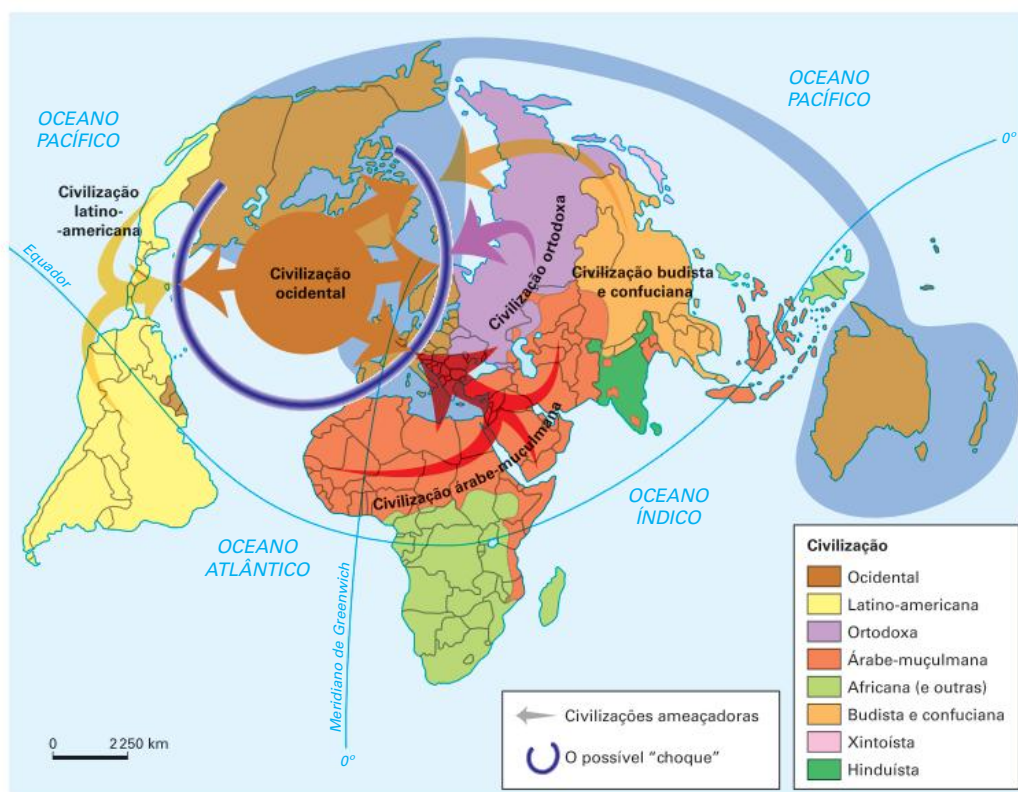 OCEANO
PACÍFICO
OCEANO
PACÍFICO
0º
Civilização
latino-
-americana
Equador
Civilização
ocidental
Civilização ortodoxa
Civilização budista
e confuciana
Civilização árabe-muçulmana
OCEANO
ATLÂNTICO
OCEANO
ÍNDICO
Meridiano de Greenwich
0º
0 2 250 km
Civilizações ameaçadoras
O possível “choque”
Civilização
Ocidental
Latino-americana
Ortodoxa
Árabe-muçulmana
Africana (e outras)
Budista e confuciana
Xintoísta
Hinduísta